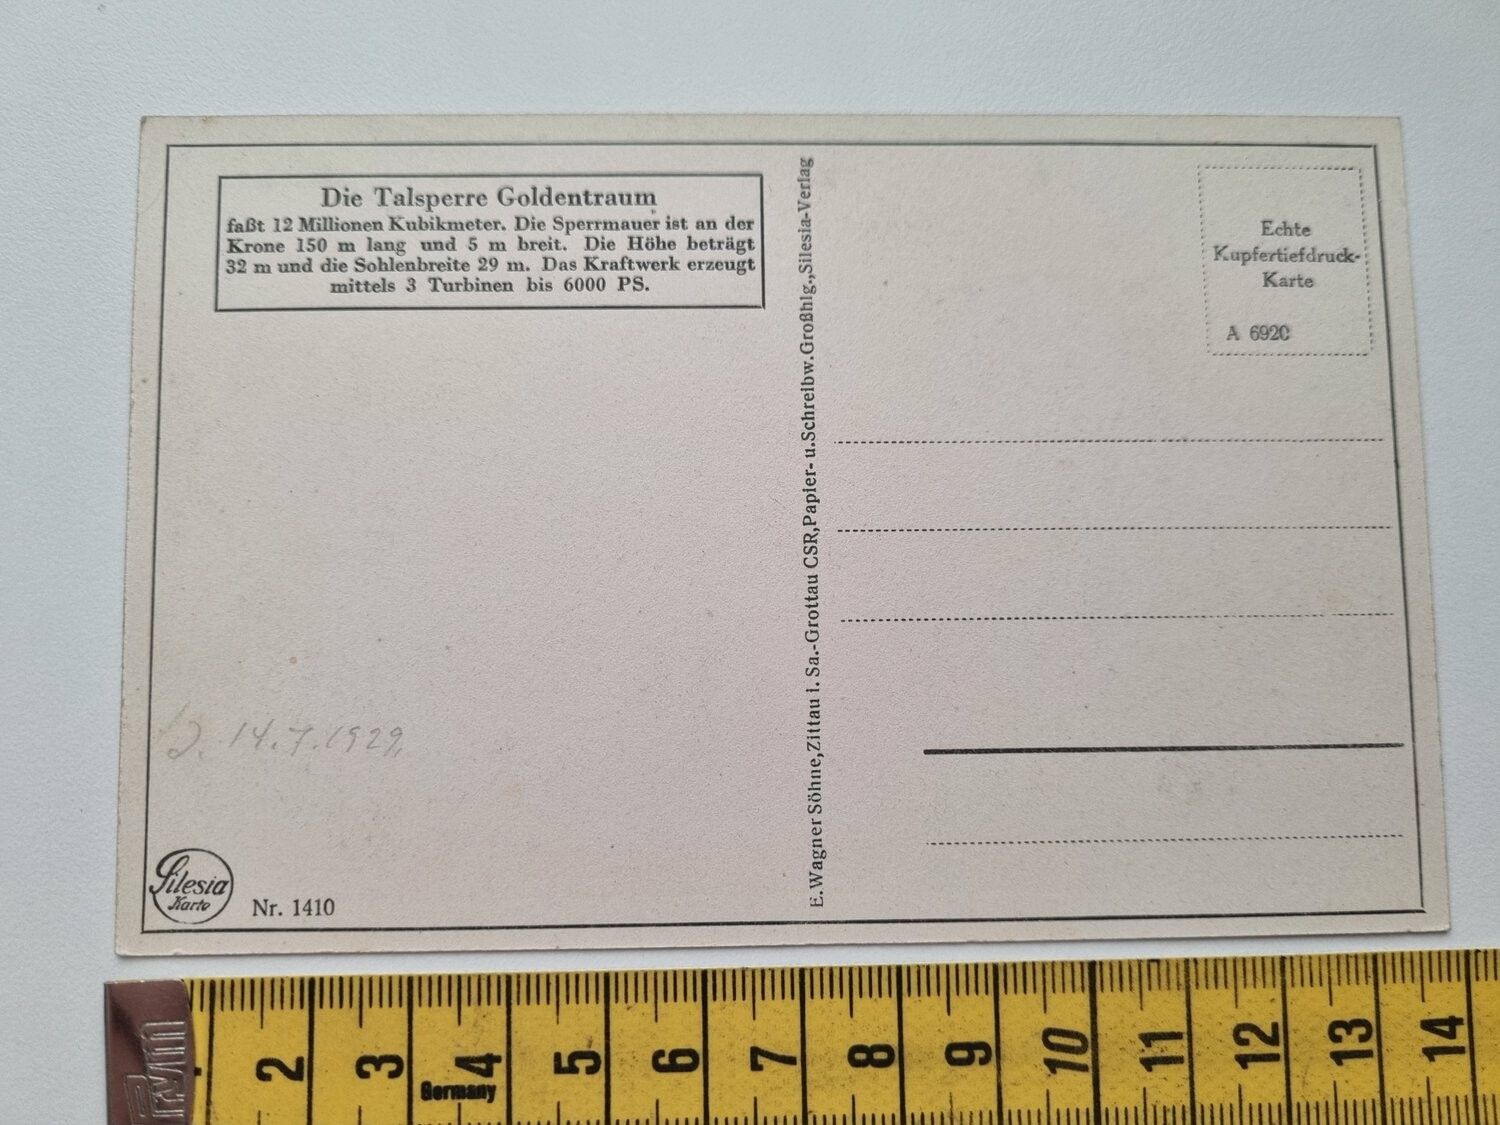 Die Talsperre Goldentraum
faßt 12 Millionen Kubikmeter. Die Sperrmauer ist an der
Krone 150 m lang und 5 m breit. Die Höhe beträgt
32 m und die Sohlenbreite 29 m. Das Kraftwerk erzeugt
mittels 3 Turbinen bis 6000 PS.
E. Wagner Söhne, Zittau i. Sa.-Grottau CSR, Papier- u. Schreibw. Großhlg., Silesia-Verlag
Echte
Kupfertiefdruck-
Karte
A 6920
14.7.1929.
Silesia
Karte
Nr. 1410
2 3 4 5 6 7 8 9 10 11 12 13 14
Germany